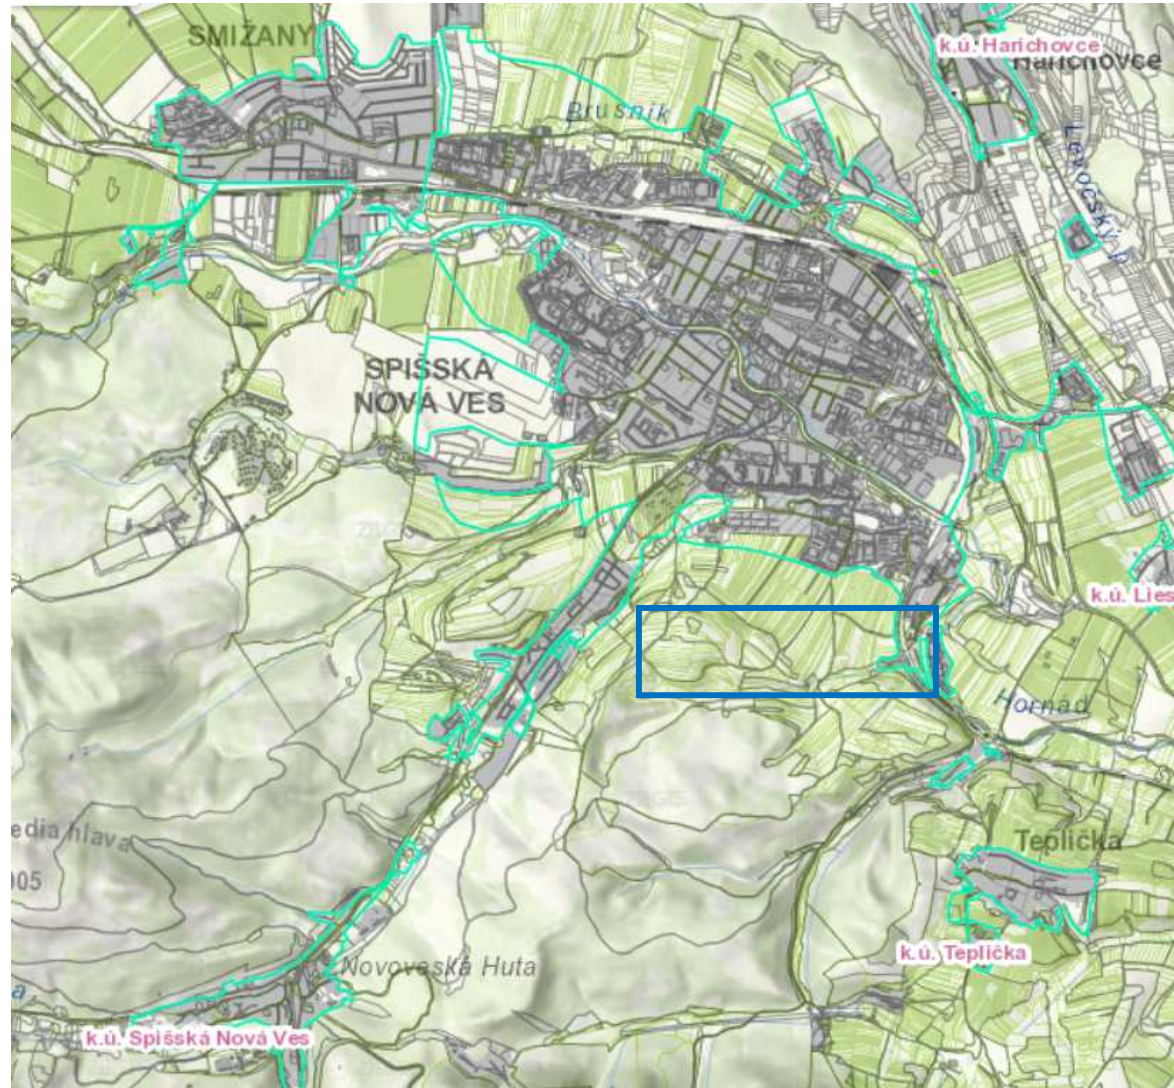 SMIŽANY
k.ú. Harichovce
Harichovce
Brusník
Levočský p
SPIŠSKÁ
NOVÁ VES
k.ú. Lies
Hornád
edia hlava
005
Teplička
k.ú. Teplička
Novoveská Huta
a
k.ú. Spišská Nová Ves